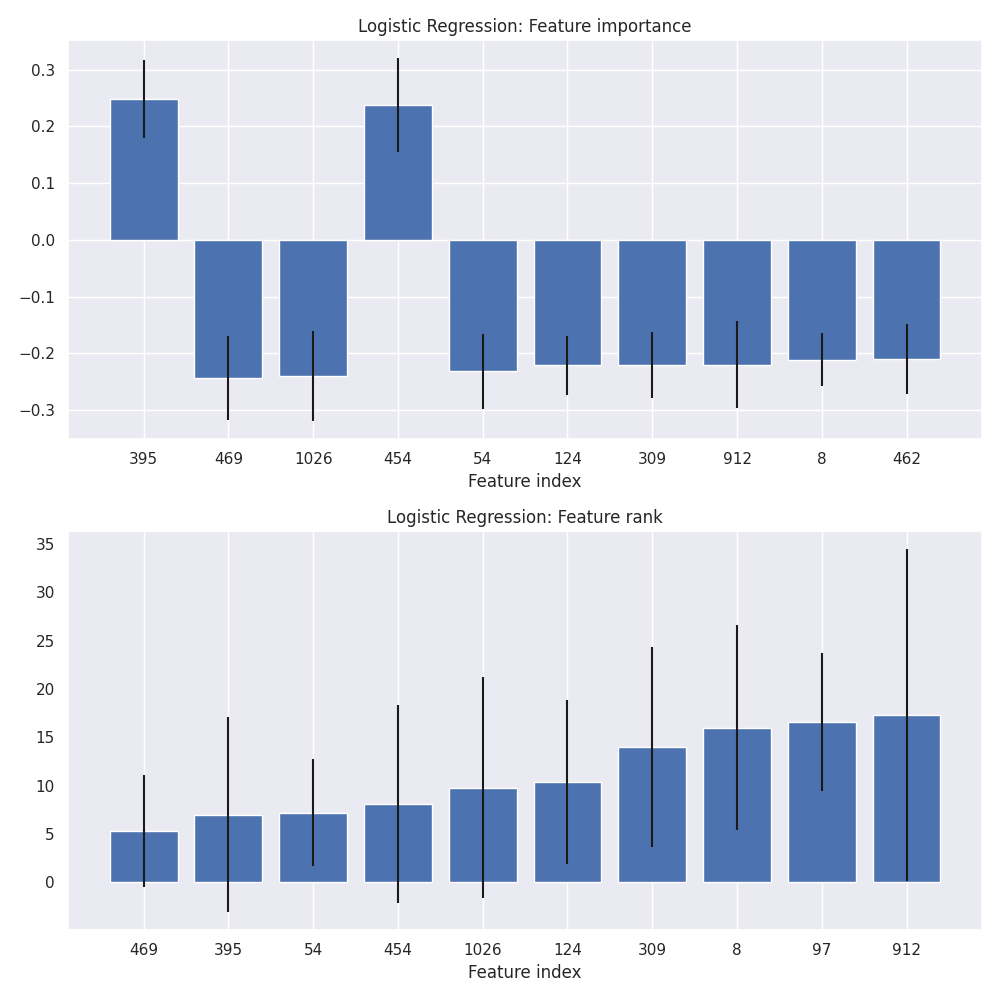 Logistic Regression: Feature importance
0.3
0.2
0.1
0.0
−0.1
−0.2
−0.3
395 469 1026 454 54 124 309 912 8 462
Feature index
Logistic Regression: Feature rank
35
30
25
20
15
10
5
0
469 395 54 454 1026 124 309 8 97 912
Feature index